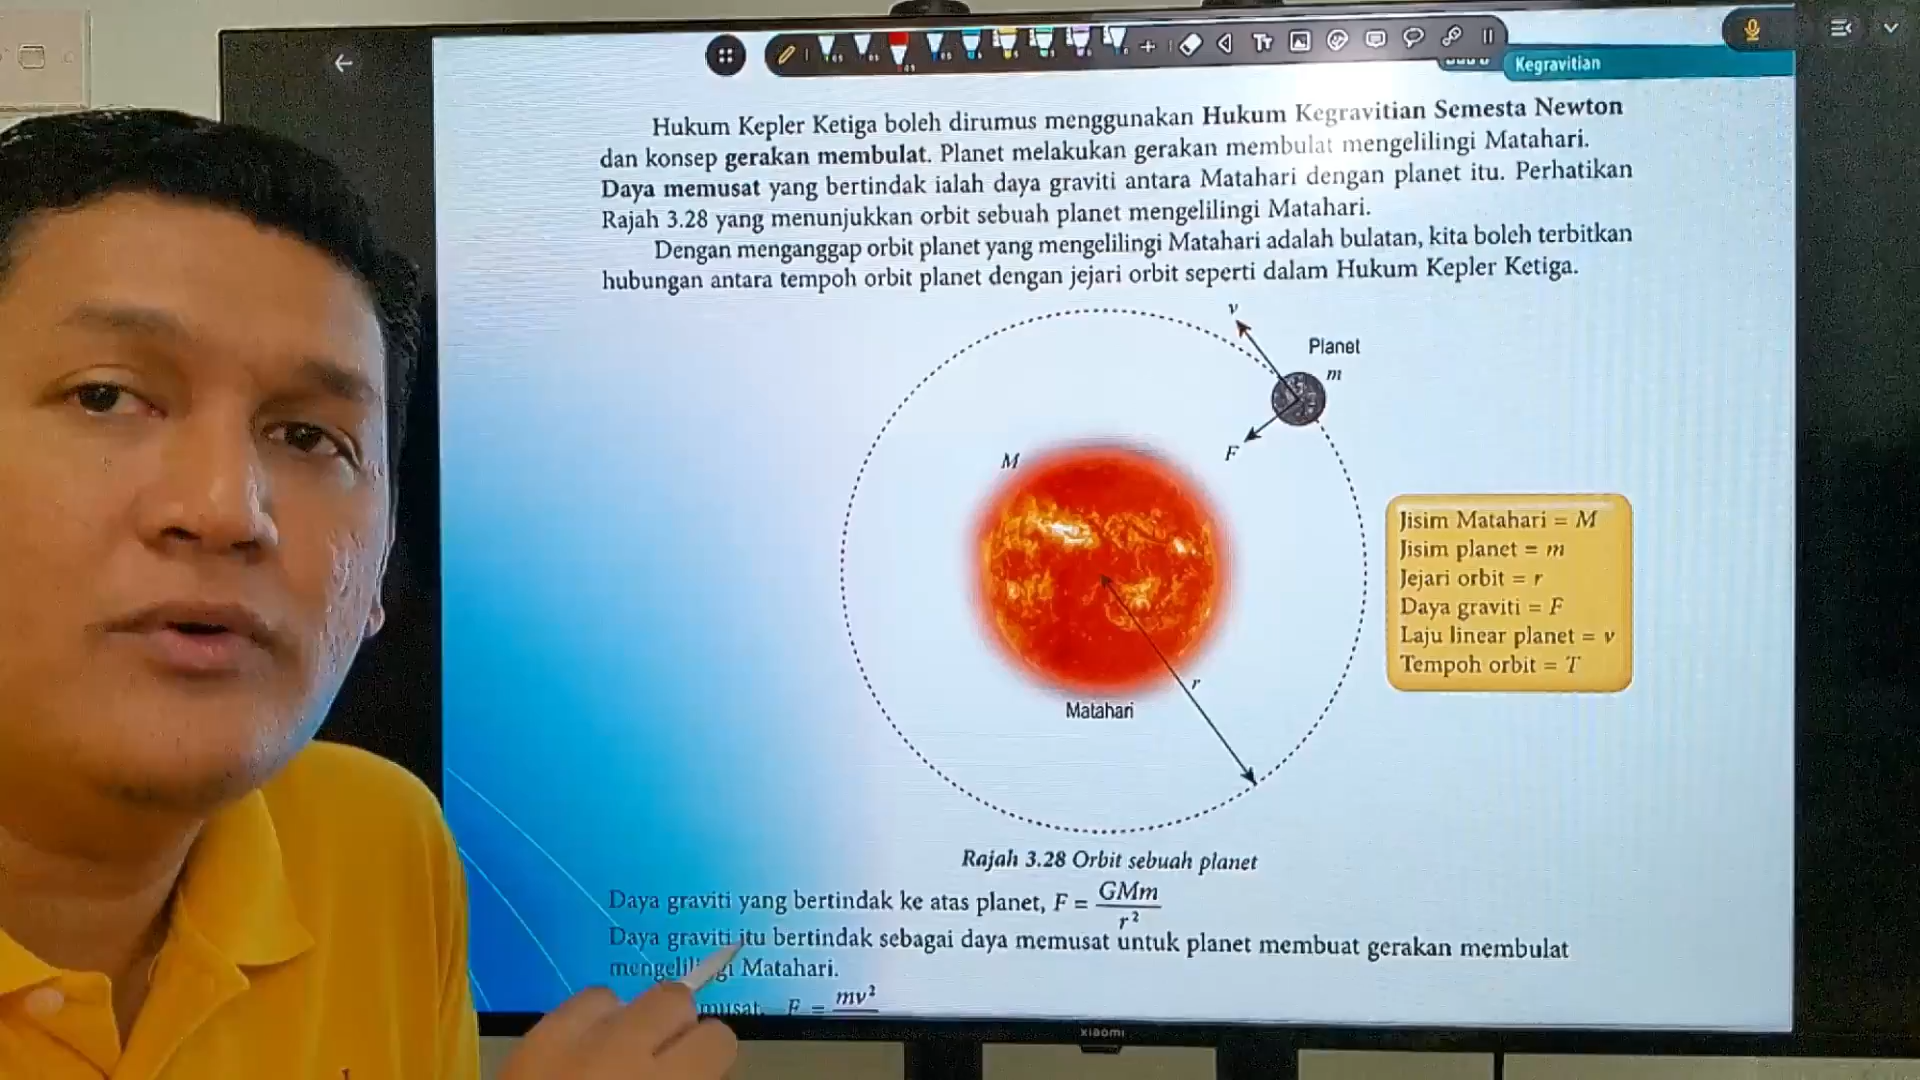 Kegravitian
Hukum Kepler Ketiga boleh dirumus menggunakan Hukum Kegravitian Semesta Newton
dan konsep gerakan membulat. Planet melakukan gerakan membulat mengelilingi Matahari.
Daya memusat yang bertindak ialah daya graviti antara Matahari dengan planet itu. Perhatikan
Rajah 3.28 yang menunjukkan orbit sebuah planet mengelilingi Matahari.
Dengan menganggap orbit planet yang mengelilingi Matahari adalah bulatan, kita boleh terbitkan
hubungan antara tempoh orbit planet dengan jejari orbit seperti dalam Hukum Kepler Ketiga.
v
Planet
m
F
M
r
Matahari
Jisim Matahari = M
Jisim planet = m
Jejari orbit = r
Daya graviti = F
Laju linear planet = v
Tempoh orbit = T
Rajah 3.28 Orbit sebuah planet
Daya graviti yang bertindak ke atas planet, F = GMm / r²
Daya graviti itu bertindak sebagai daya memusat untuk planet membuat gerakan membulat
Matahari.
F = mv²
xiaomi